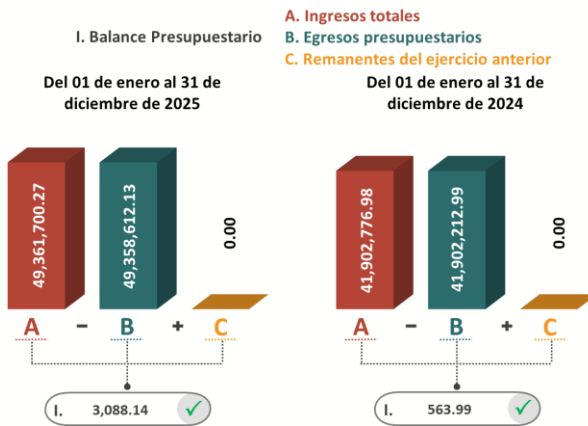 I. Balance Presupuestario
A. Ingresos totales
B. Egresos presupuestarios
C. Remanentes del ejercicio anterior
Del 01 de enero al 31 de
diciembre de 2025
49,361,700.27
49,358,612.13
0.00
A − B + C
I. 3,088.14 ✓
Del 01 de enero al 31 de
diciembre de 2024
41,902,776.98
41,902,212.99
0.00
A − B + C
I. 563.99 ✓